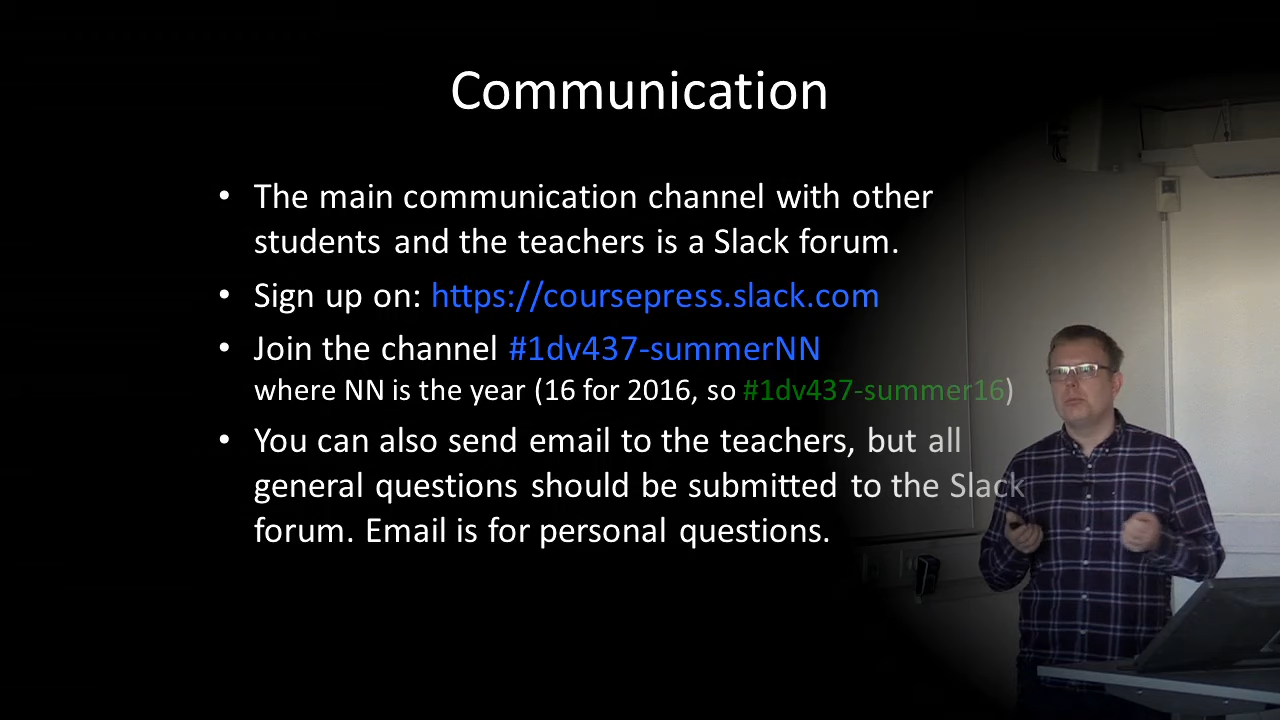 Communication
• The main communication channel with other
students and the teachers is a Slack forum.
• Sign up on: https://coursepress.slack.com
• Join the channel #1dv437-summerNN
where NN is the year (16 for 2016, so #1dv437-summer16)
• You can also send email to the teachers, but all
general questions should be submitted to the Slack
forum. Email is for personal questions.